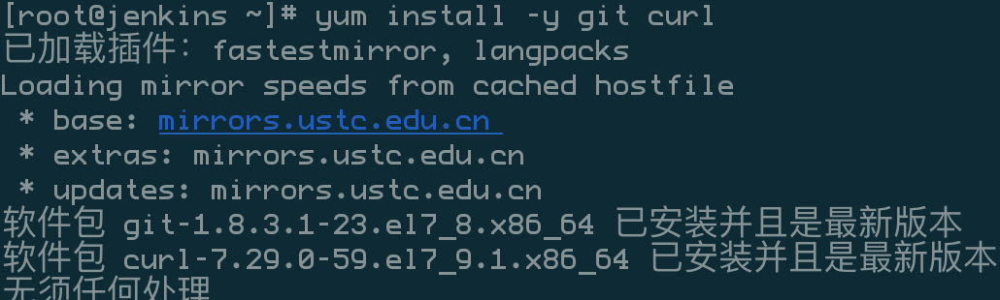 [root@jenkins ~]# yum install -y git curl
已加载插件：fastestmirror, langpacks
Loading mirror speeds from cached hostfile
 * base: mirrors.ustc.edu.cn
 * extras: mirrors.ustc.edu.cn
 * updates: mirrors.ustc.edu.cn
软件包 git-1.8.3.1-23.el7_8.x86_64 已安装并且是最新版本
软件包 curl-7.29.0-59.el7_9.1.x86_64 已安装并且是最新版本
无须任何处理